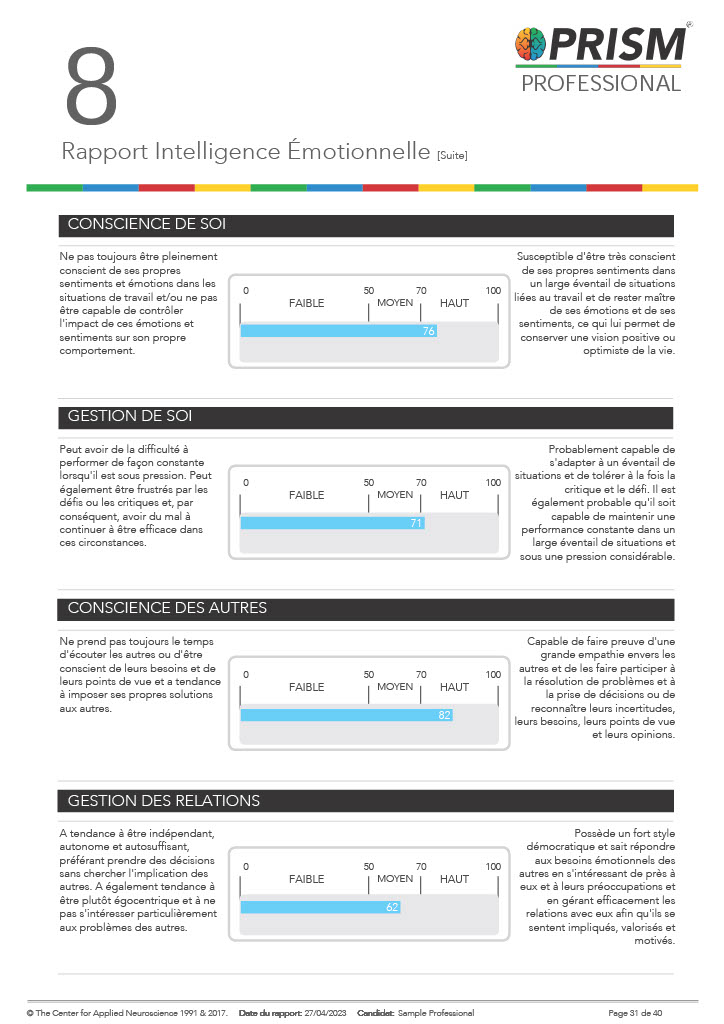 8
PRISM
PROFESSIONAL
Rapport Intelligence Émotionnelle [Suite]
CONSCIENCE DE SOI
Ne pas toujours être pleinement
conscient de ses propres
sentiments et émotions dans les
situations de travail et/ou ne pas
être capable de contrôler
l'impact de ces émotions et
sentiments sur son propre
comportement.
0 50 70 100
FAIBLE MOYEN HAUT
76
Susceptible d'être très conscient
de ses propres sentiments dans
un large éventail de situations
liées au travail et de rester maître
de ses émotions et de ses
sentiments, ce qui lui permet de
conserver une vision positive ou
optimiste de la vie.
GESTION DE SOI
Peut avoir de la difficulté à
performer de façon constante
lorsqu'il est sous pression. Peut
également être frustrés par les
défis ou les critiques et, par
conséquent, avoir du mal à
continuer à être efficace dans
ces circonstances.
0 50 70 100
FAIBLE MOYEN HAUT
71
Probablement capable de
s'adapter à un éventail de
situations et de tolérer à la fois la
critique et le défi. Il est
également probable qu'il soit
capable de maintenir une
performance constante dans un
large éventail de situations et
sous une pression considérable.
CONSCIENCE DES AUTRES
Ne prend pas toujours le temps
d'écouter les autres ou d'être
conscient de leurs besoins et de
leurs points de vue et a tendance
à imposer ses propres solutions
aux autres.
0 50 70 100
FAIBLE MOYEN HAUT
82
Capable de faire preuve d'une
grande empathie envers les
autres et de les faire participer à
la résolution de problèmes et à
la prise de décisions ou de
reconnaître leurs incertitudes,
leurs besoins, leurs points de vue
et leurs opinions.
GESTION DES RELATIONS
A tendance à être indépendant,
autonome et autosuffisant,
préférant prendre des décisions
sans chercher l'implication des
autres. A également tendance à
être plutôt égocentrique et à ne
pas s'intéresser particulièrement
aux problèmes des autres.
0 50 70 100
FAIBLE MOYEN HAUT
62
Possède un fort style
démocratique et sait répondre
aux besoins émotionnels des
autres en s'intéressant de près à
eux et à leurs préoccupations et
en gérant efficacement les
relations avec eux afin qu'ils se
sentent impliqués, valorisés et
motivés.
© The Center for Applied Neuroscience 1991 & 2017. Date du rapport: 27/04/2023 Candidat: Sample Professional Page 31 de 40